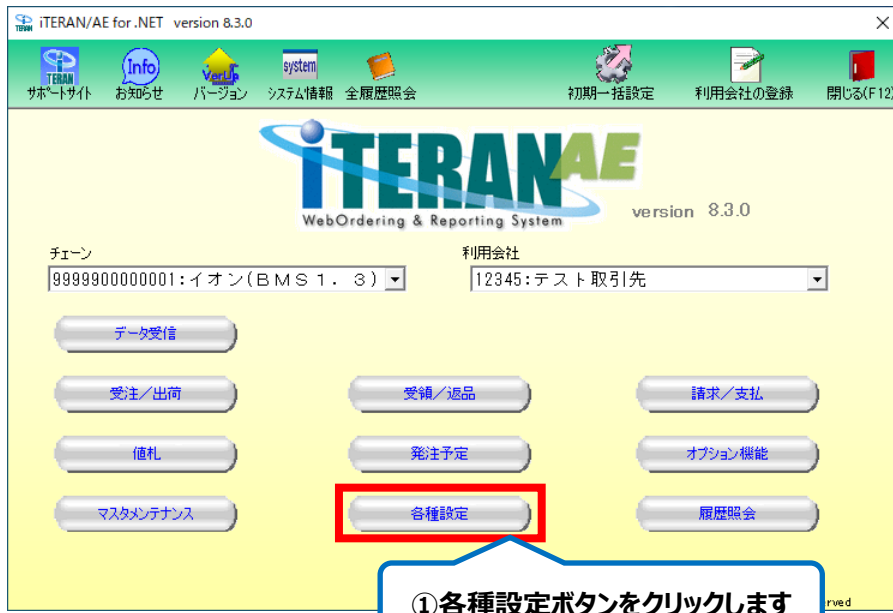 iTERAN/AE for .NET version 8.3.0
TERAN
Info
VerUp
system
サポートサイト お知らせ バージョン システム情報 全履歴照会 初期一括設定 利用会社の登録 閉じる(F12)
iTERAN AE
WebOrdering & Reporting System
version 8.3.0
チェーン 利用会社
9999900000001:イオン(BMS1.3) 12345:テスト取引先
データ受信
受注/出荷 受領/返品 請求/支払
値札 発注予定 オプション機能
マスタメンテナンス 各種設定 履歴照会
①各種設定ボタンをクリックします
rved